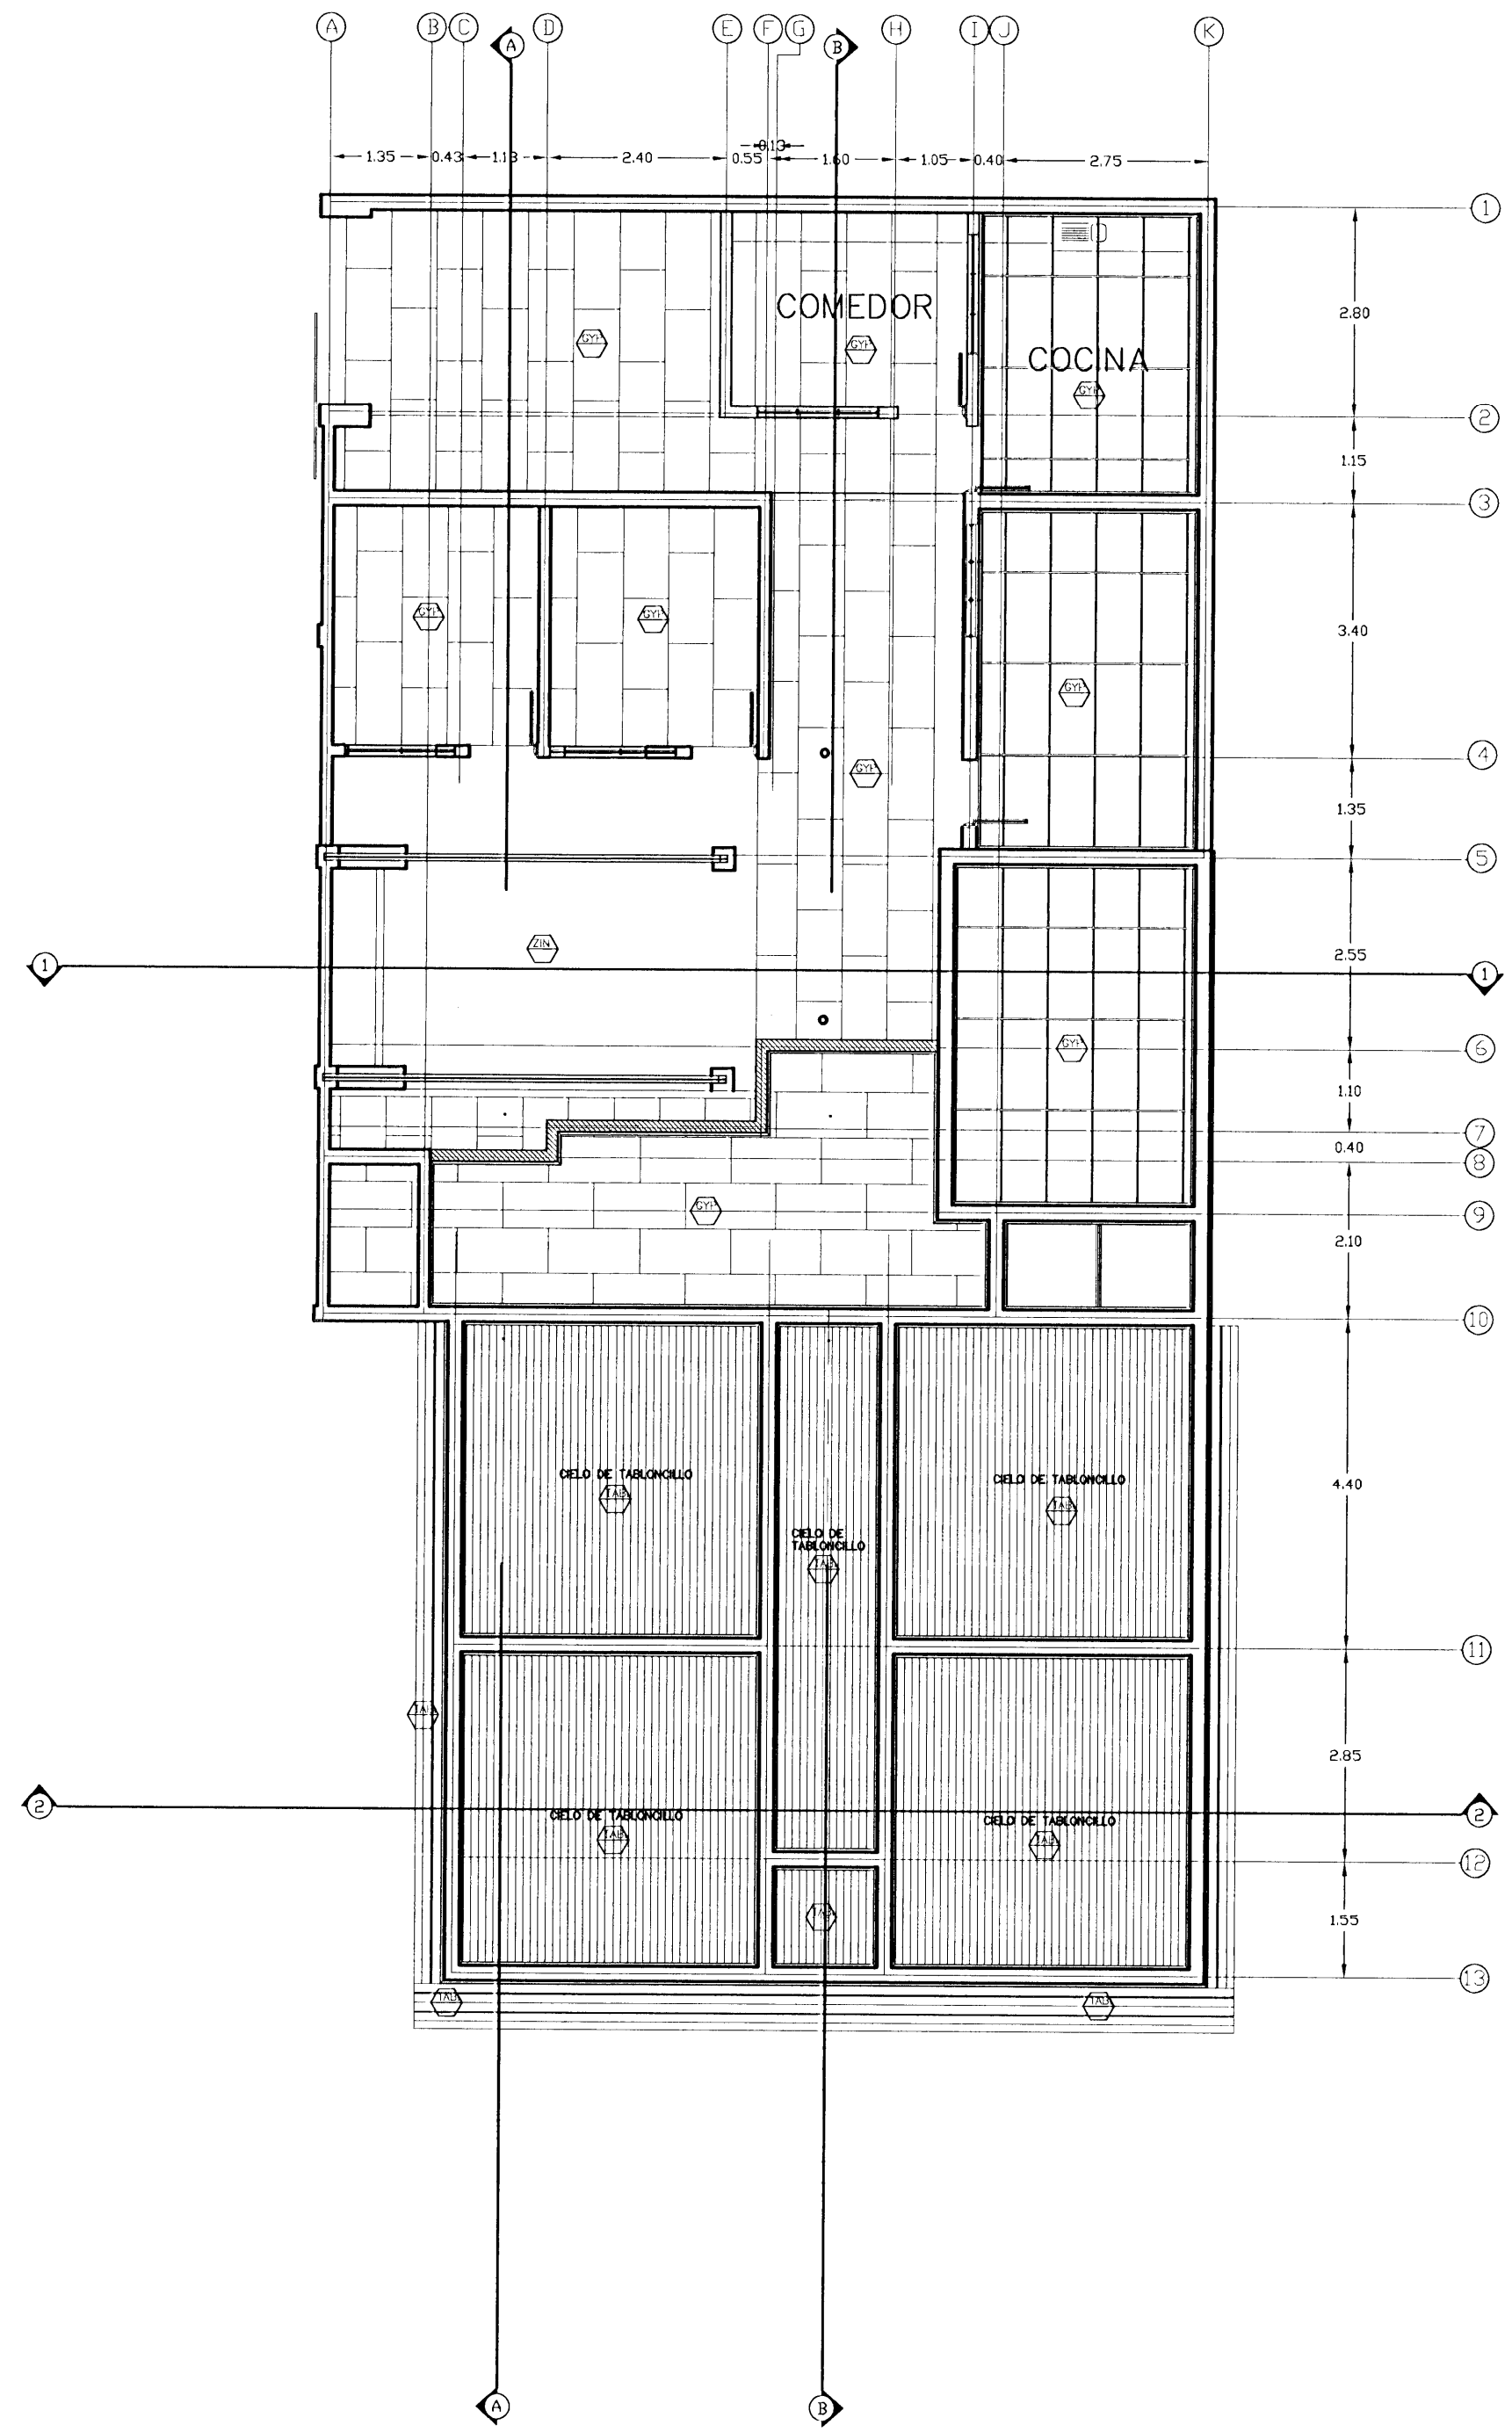 A B C A D E F G B H I J K
0.13
1.35 0.43 1.13 2.40 0.55 1.60 1.05 0.40 2.75
1
COMEDOR
2.80
GYP
GYP
COCINA
GYP
2
1.15
3
GYP
GYP
3.40
GYP
4
GYP
1.35
5
ZIN
2.55
1
1
GYP
6
1.10
7
0.40
8
GYP
9
2.10
10
CIELO DE TABLONCILLO
TAB
CIELO DE TABLONCILLO
TAB
4.40
CIELO DE
TABLONCILLO
TAB
11
TAB
2.85
2
2
CIELO DE TABLONCILLO
TAB
CIELO DE TABLONCILLO
TAB
12
TAB
1.55
13
TAB
TAB
A
B